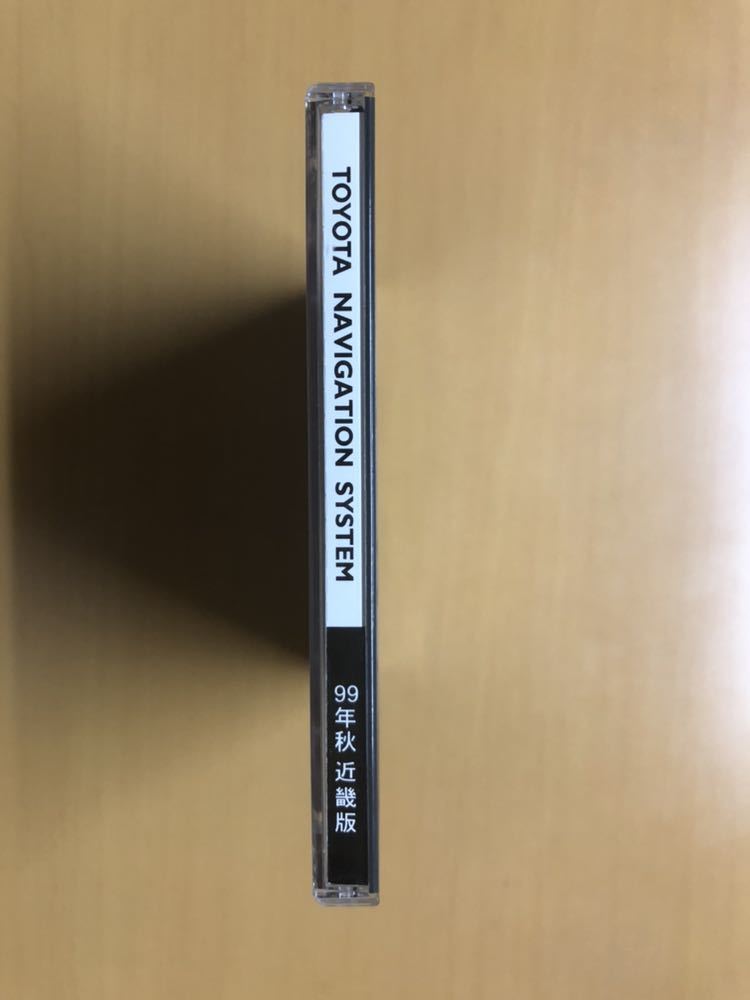 TOYOTA NAVIGATION SYSTEM
99年秋 近畿版